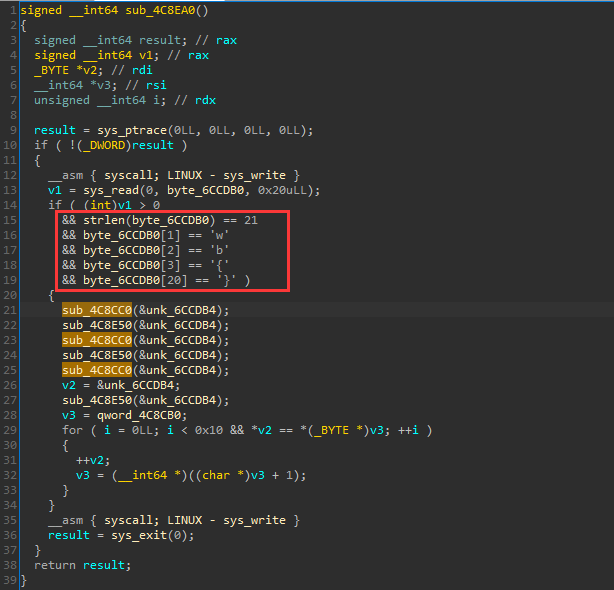 1 signed __int64 sub_4C8EA0()
2 {
3   signed __int64 result; // rax
4   signed __int64 v1; // rax
5   _BYTE *v2; // rdi
6   __int64 *v3; // rsi
7   unsigned __int64 i; // rdx
8
9   result = sys_ptrace(0LL, 0LL, 0LL, 0LL);
10   if ( !(_DWORD)result )
11   {
12     __asm { syscall; LINUX - sys_write }
13     v1 = sys_read(0, byte_6CCDB0, 0x20uLL);
14     if ( (int)v1 > 0
15       && strlen(byte_6CCDB0) == 21
16       && byte_6CCDB0[1] == 'w'
17       && byte_6CCDB0[2] == 'b'
18       && byte_6CCDB0[3] == '{'
19       && byte_6CCDB0[20] == '}' )
20     {
21       sub_4C8CC0(&unk_6CCDB4);
22       sub_4C8E50(&unk_6CCDB4);
23       sub_4C8CC0(&unk_6CCDB4);
24       sub_4C8E50(&unk_6CCDB4);
25       sub_4C8CC0(&unk_6CCDB4);
26       v2 = &unk_6CCDB4;
27       sub_4C8E50(&unk_6CCDB4);
28       v3 = qword_4C8CB0;
29       for ( i = 0LL; i < 0x10 && *v2 == *(_BYTE *)v3; ++i )
30       {
31         ++v2;
32         v3 = (__int64 *)((char *)v3 + 1);
33       }
34     }
35     __asm { syscall; LINUX - sys_write }
36     result = sys_exit(0);
37   }
38   return result;
39 }